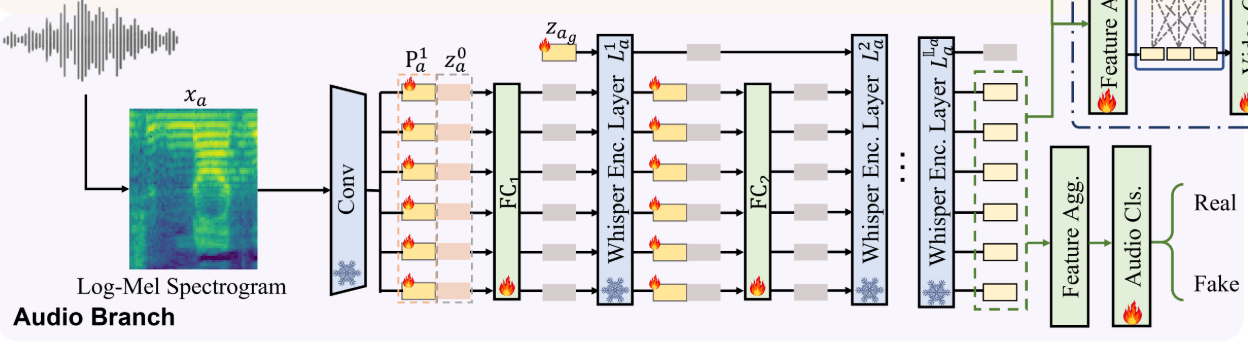 z_{a_g}
P_a^1 z_a^0
x_a
Conv
FC_1
Whisper Enc. Layer L_a^1
FC_2
Whisper Enc. Layer L_a^2
...
Whisper Enc. Layer L_a^{𝕃_a}
Feature A
Feature Agg.
Audio Cls.
Real
Fake
Log-Mel Spectrogram
Audio Branch